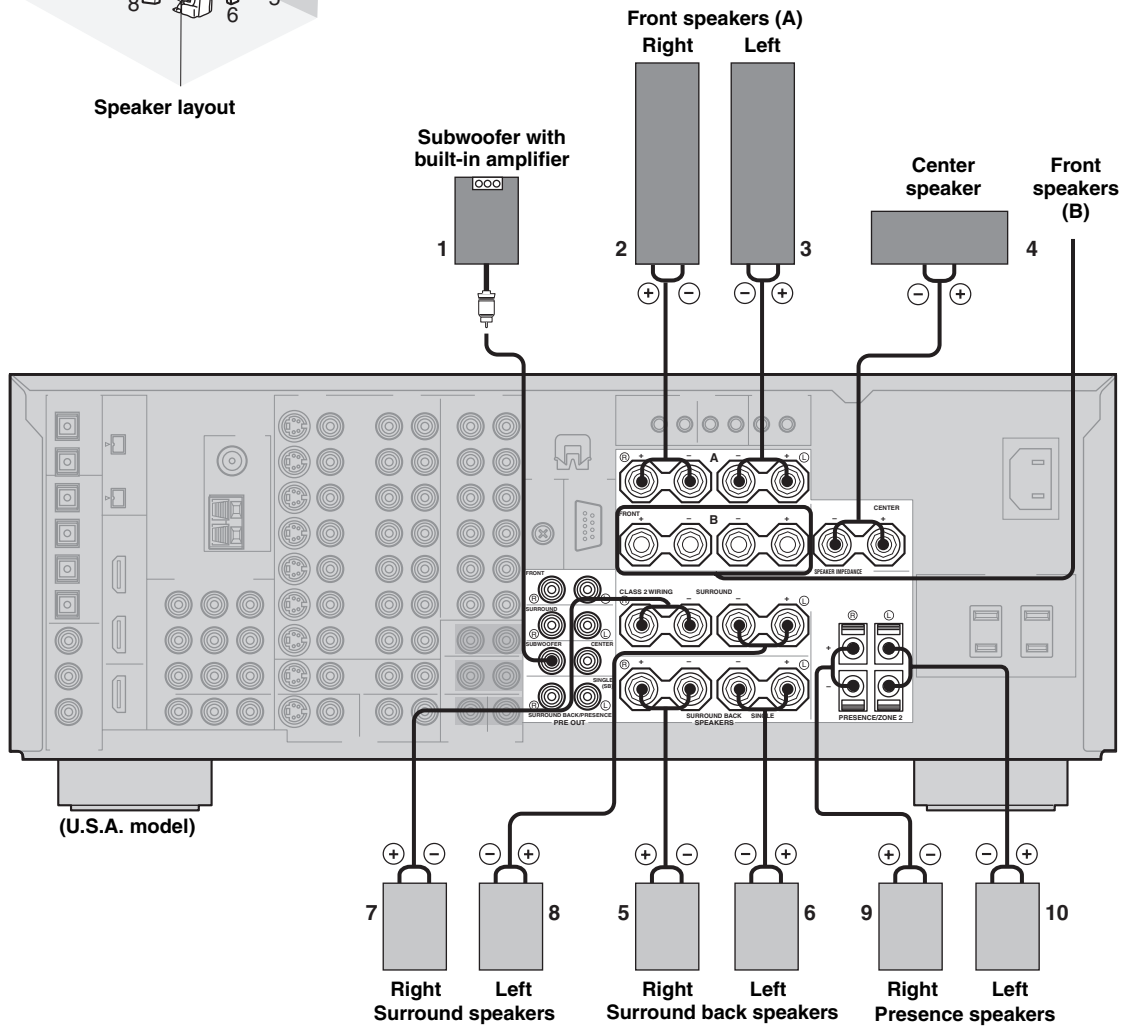 8
6
5
Speaker layout
Front speakers (A)
Right Left
Subwoofer with
built-in amplifier
Center
speaker
Front
speakers
(B)
1
2
3
4
+ −
− +
− +
R + − A − + L
FRONT
+ − B − +
CENTER
− +
SPEAKER IMPEDANCE
FRONT
R L
SURROUND
R L
SUBWOOFER CENTER
SINGLE
(SB)
R L
SURROUND BACK/PRESENCE
PRE OUT
CLASS 2 WIRING
SURROUND
R − − + L
R + − − + L
SURROUND BACK
SPEAKERS
SINGLE
R L
+
−
PRESENCE/ZONE 2
(U.S.A. model)
+ −
− +
+ −
− +
+ −
− +
7
8
5
6
9
10
Right Left
Surround speakers
Right Left
Surround back speakers
Right Left
Presence speakers